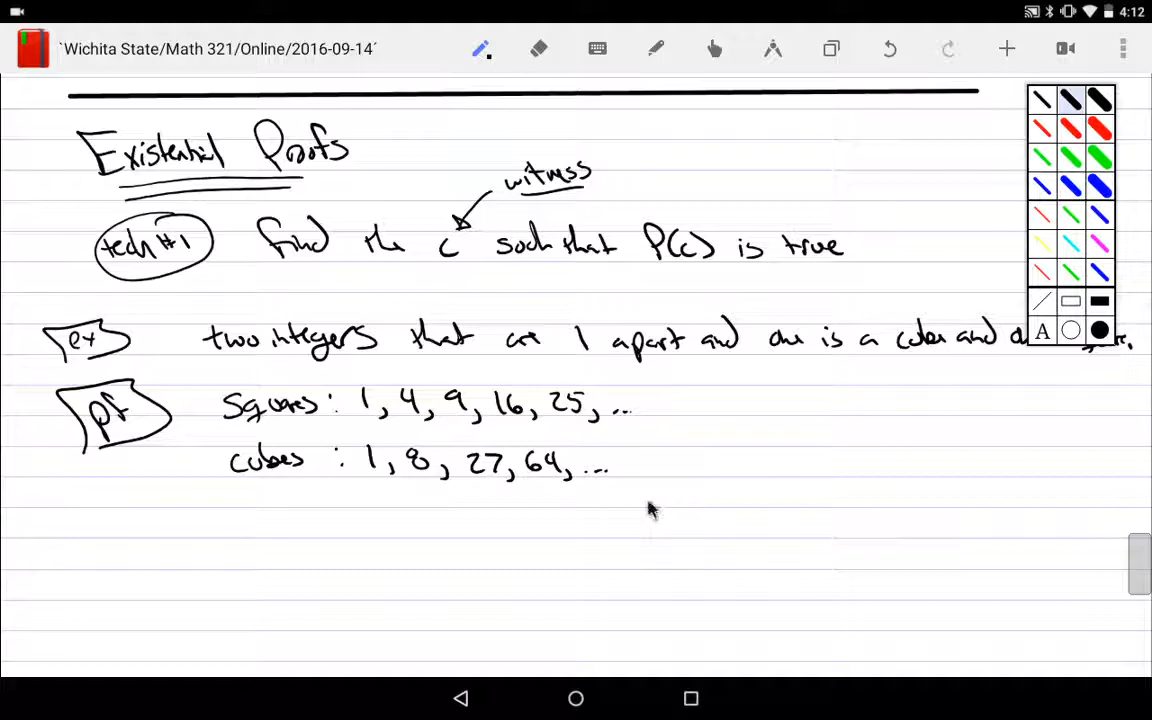 4:12
`Wichita State/Math 321/Online/2016-09-14´
Existential Proofs
witness
tech #1 Find the c such that P(c) is true
ex two integers that are 1 apart and one is a cube and
pf Squares: 1, 4, 9, 16, 25, ...
cubes : 1, 8, 27, 64, ...
A